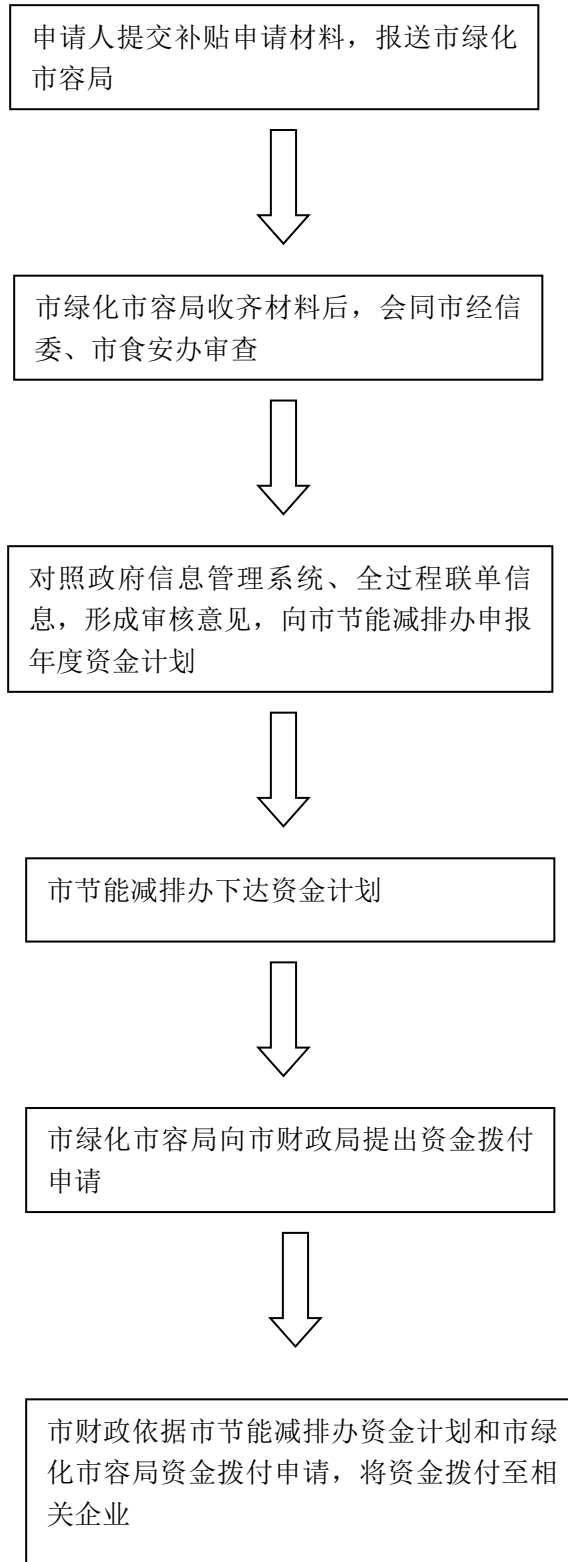 申请人提交补贴申请材料，报送市绿化
市容局
市绿化市容局收齐材料后，会同市经信
委、市食安办审查
对照政府信息管理系统、全过程联单信
息，形成审核意见，向市节能减排办申报
年度资金计划
市节能减排办下达资金计划
市绿化市容局向市财政局提出资金拨付
申请
市财政依据市节能减排办资金计划和市绿
化市容局资金拨付申请，将资金拨付至相
关企业